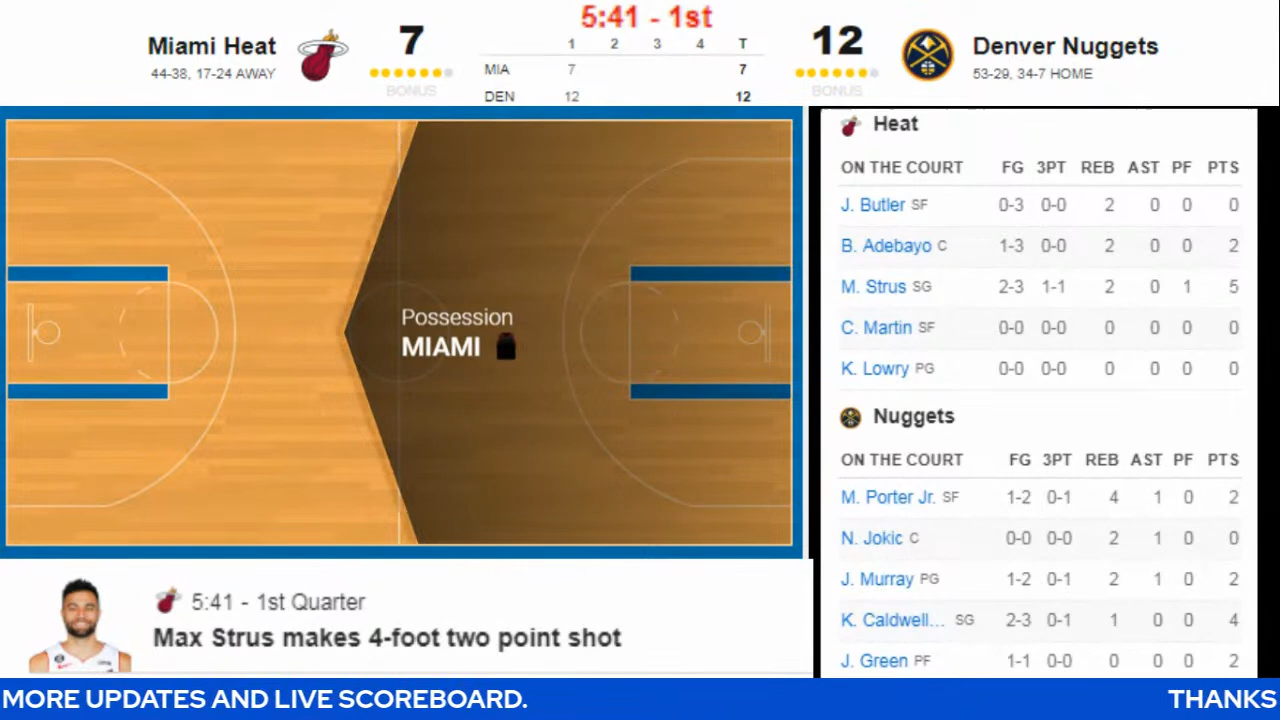 5:41 - 1st
Miami Heat
44-38, 17-24 AWAY
7
BONUS
1 2 3 4 T
MIA 7 7
DEN 12 12
12
BONUS
Denver Nuggets
53-29, 34-7 HOME
Possession
MIAMI
5:41 - 1st Quarter
Max Strus makes 4-foot two point shot
Heat
ON THE COURT FG 3PT REB AST PF PTS
J. Butler SF 0-3 0-0 2 0 0 0
B. Adebayo C 1-3 0-0 2 0 0 2
M. Strus SG 2-3 1-1 2 0 1 5
C. Martin SF 0-0 0-0 0 0 0 0
K. Lowry PG 0-0 0-0 0 0 0 0
Nuggets
ON THE COURT FG 3PT REB AST PF PTS
M. Porter Jr. SF 1-2 0-1 4 1 0 2
N. Jokic C 0-0 0-0 2 1 0 0
J. Murray PG 1-2 0-1 2 1 0 2
K. Caldwell... SG 2-3 0-1 1 0 0 4
J. Green PF 1-1 0-0 0 0 0 2
MORE UPDATES AND LIVE SCOREBOARD. THANKS